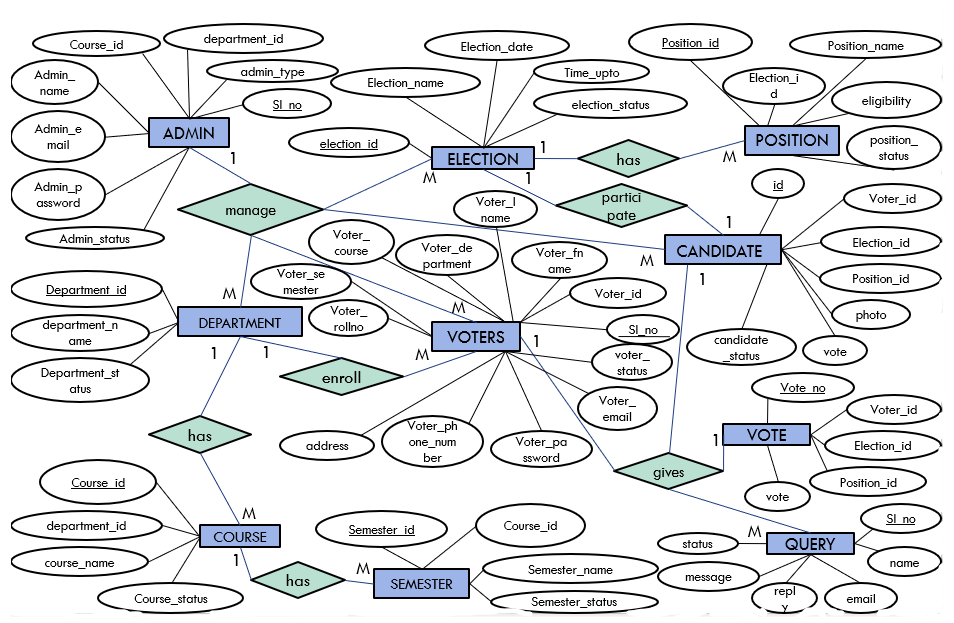 Course_id
department_id
Admin_
name
admin_type
SI_no
Admin_e
mail
ADMIN
1
Admin_p
assword
Admin_status
manage
Election_date
Election_name
Time_upto
election_status
election_id
ELECTION
1
1
M
has
M
partici
pate
1
Position_id
Position_name
Election_i
d
eligibility
POSITION
position_
status
id
Voter_id
CANDIDATE
M
1
Election_id
Position_id
photo
vote
candidate
_status
Voter_l
name
Voter_
course
Voter_de
partment
Voter_fn
ame
Voter_se
mester
Voter_id
Voter_
rollno
SI_no
M
VOTERS
1
M
voter_
status
Voter_
email
address
Voter_ph
one_num
ber
Voter_pa
ssword
Department_id
M
department_n
ame
DEPARTMENT
1
1
Department_st
atus
enroll
has
Vote_no
Voter_id
1
VOTE
Election_id
Position_id
vote
gives
Course_id
M
department_id
COURSE
1
course_name
Course_status
has
M
Semester_id
Course_id
SEMESTER
Semester_name
Semester_status
M
SI_no
status
QUERY
name
message
repl
y
email